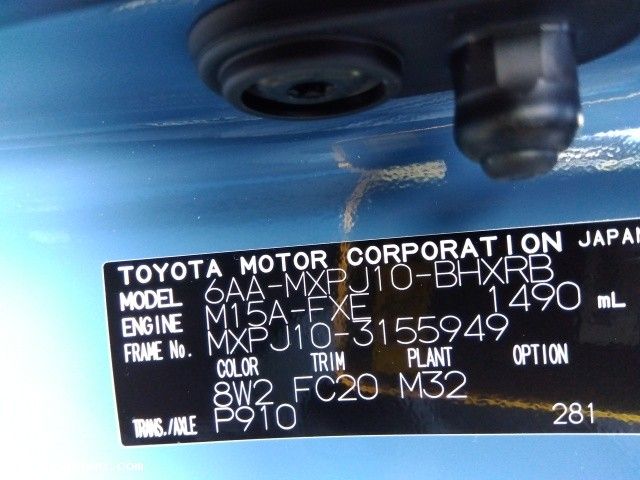 TOYOTA MOTOR CORPORATION JAPAN
MODEL 6AA-MXPJ10-BHXRB
ENGINE M15A-FXE 1490 mL
FRAME No. MXPJ10-3155949
COLOR TRIM PLANT OPTION
8W2 FC20 M32
TRANS./AXLE P910 281